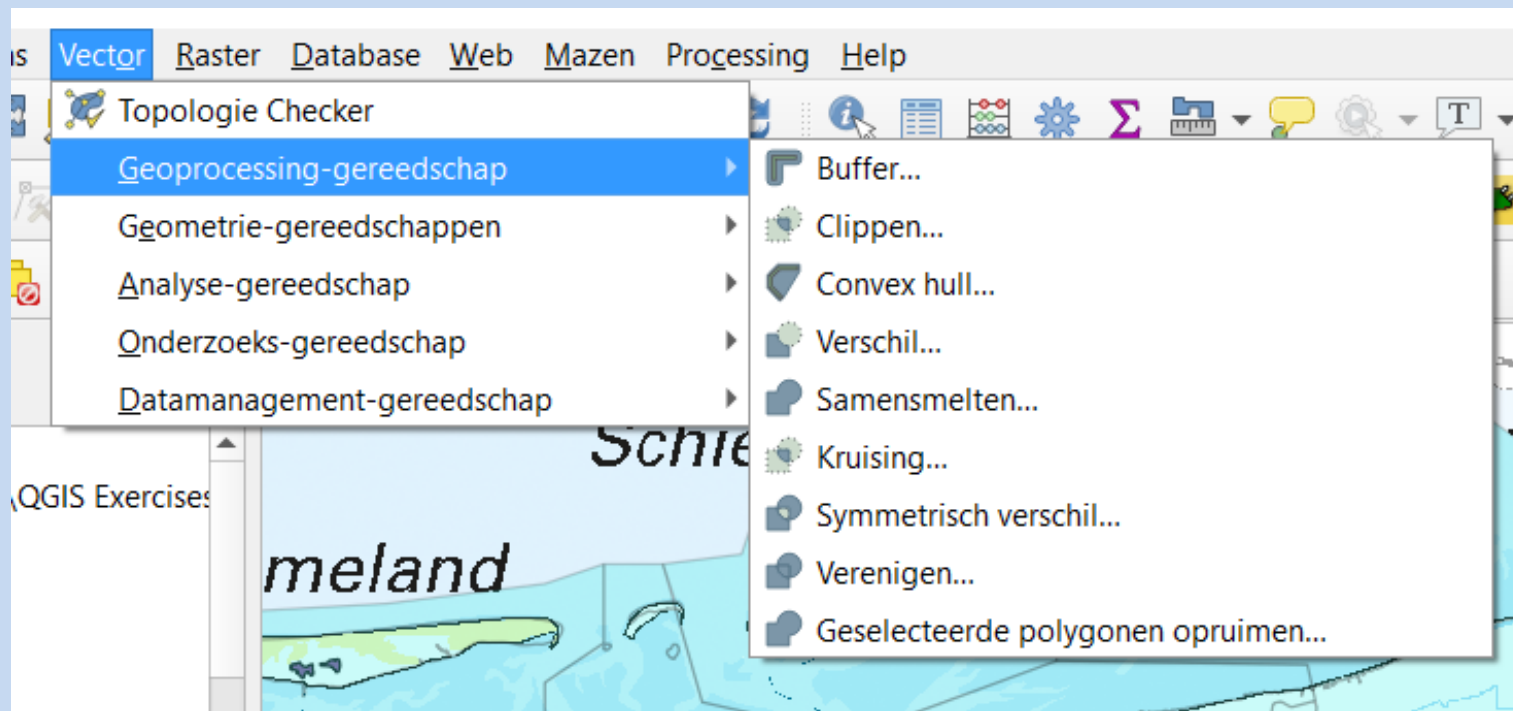 Vector Raster Database Web Mazen Processing Help
Topologie Checker
Geoprocessing-gereedschap
Geometrie-gereedschappen
Analyse-gereedschap
Onderzoeks-gereedschap
Datamanagement-gereedschap
Buffer...
Clippen...
Convex hull...
Verschil...
Samensmelten...
Kruising...
Symmetrisch verschil...
Verenigen...
Geselecteerde polygonen opruimen...
\QGIS Exercises
Schie
meland